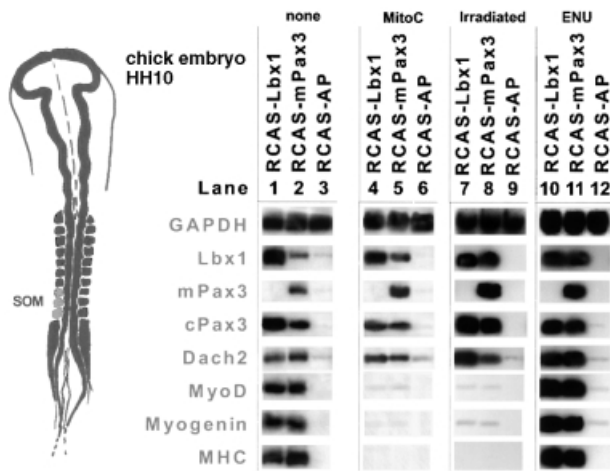 none MitoC Irradiated ENU
chick embryo
HH10
RCAS-Lbx1 RCAS-mPax3 RCAS-AP RCAS-Lbx1 RCAS-mPax3 RCAS-AP RCAS-Lbx1 RCAS-mPax3 RCAS-AP RCAS-Lbx1 RCAS-mPax3 RCAS-AP
Lane 1 2 3 4 5 6 7 8 9 10 11 12
GAPDH
Lbx1
mPax3
SOM
cPax3
Dach2
MyoD
Myogenin
MHC